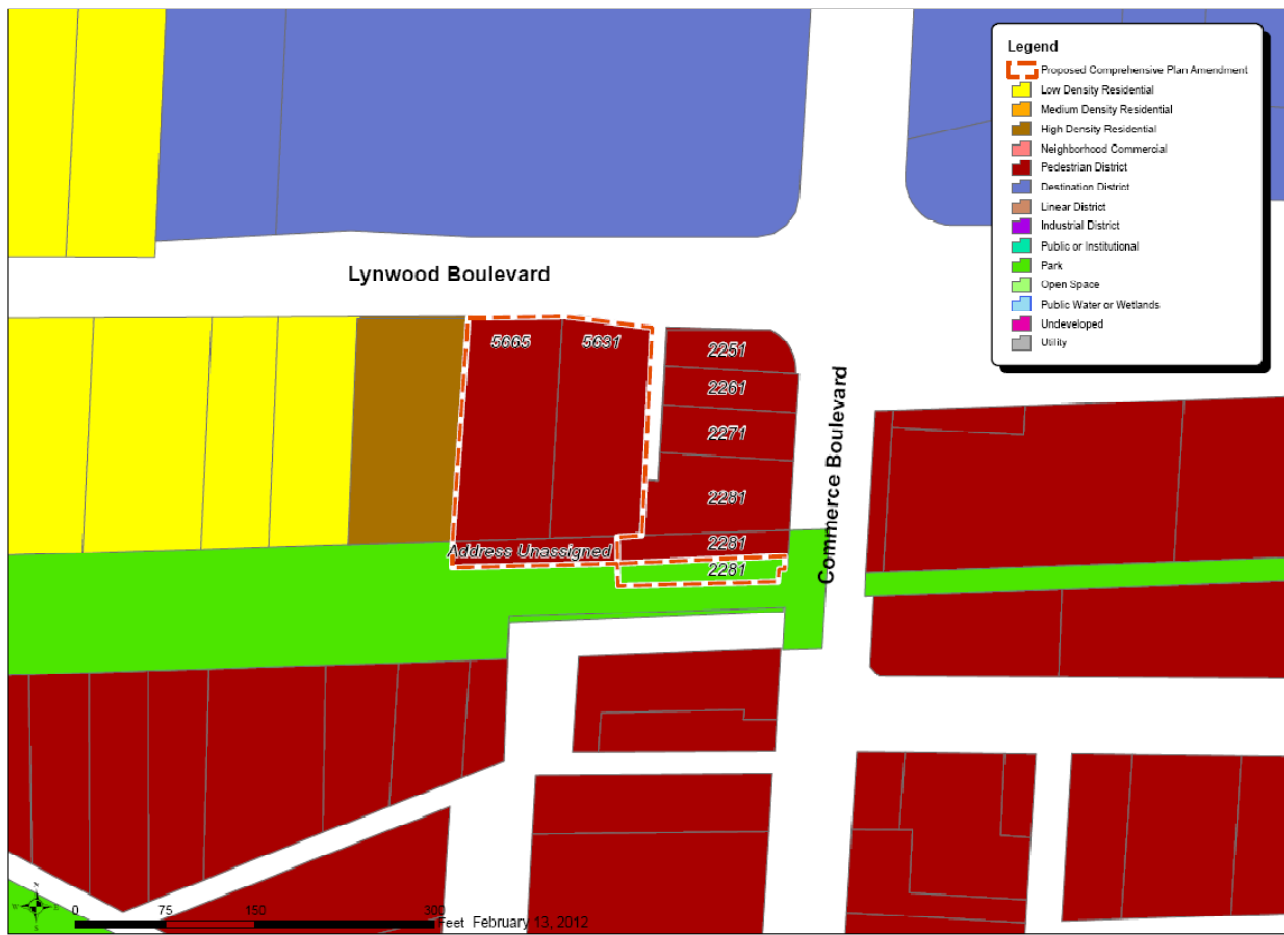 Legend
Proposed Comprehensive Plan Amendment
Low Density Residential
Medium Density Residential
High Density Residential
Neighborhood Commercial
Pedestrian District
Destination District
Linear District
Industrial District
Public or Institutional
Park
Open Space
Public Water or Wetlands
Undeveloped
Utility
Lynwood Boulevard
5665
5631
2251
2261
2271
2281
Address Unassigned
2281
2281
Commerce Boulevard
N
W
E
S
0
75
150
300
Feet February 13, 2012